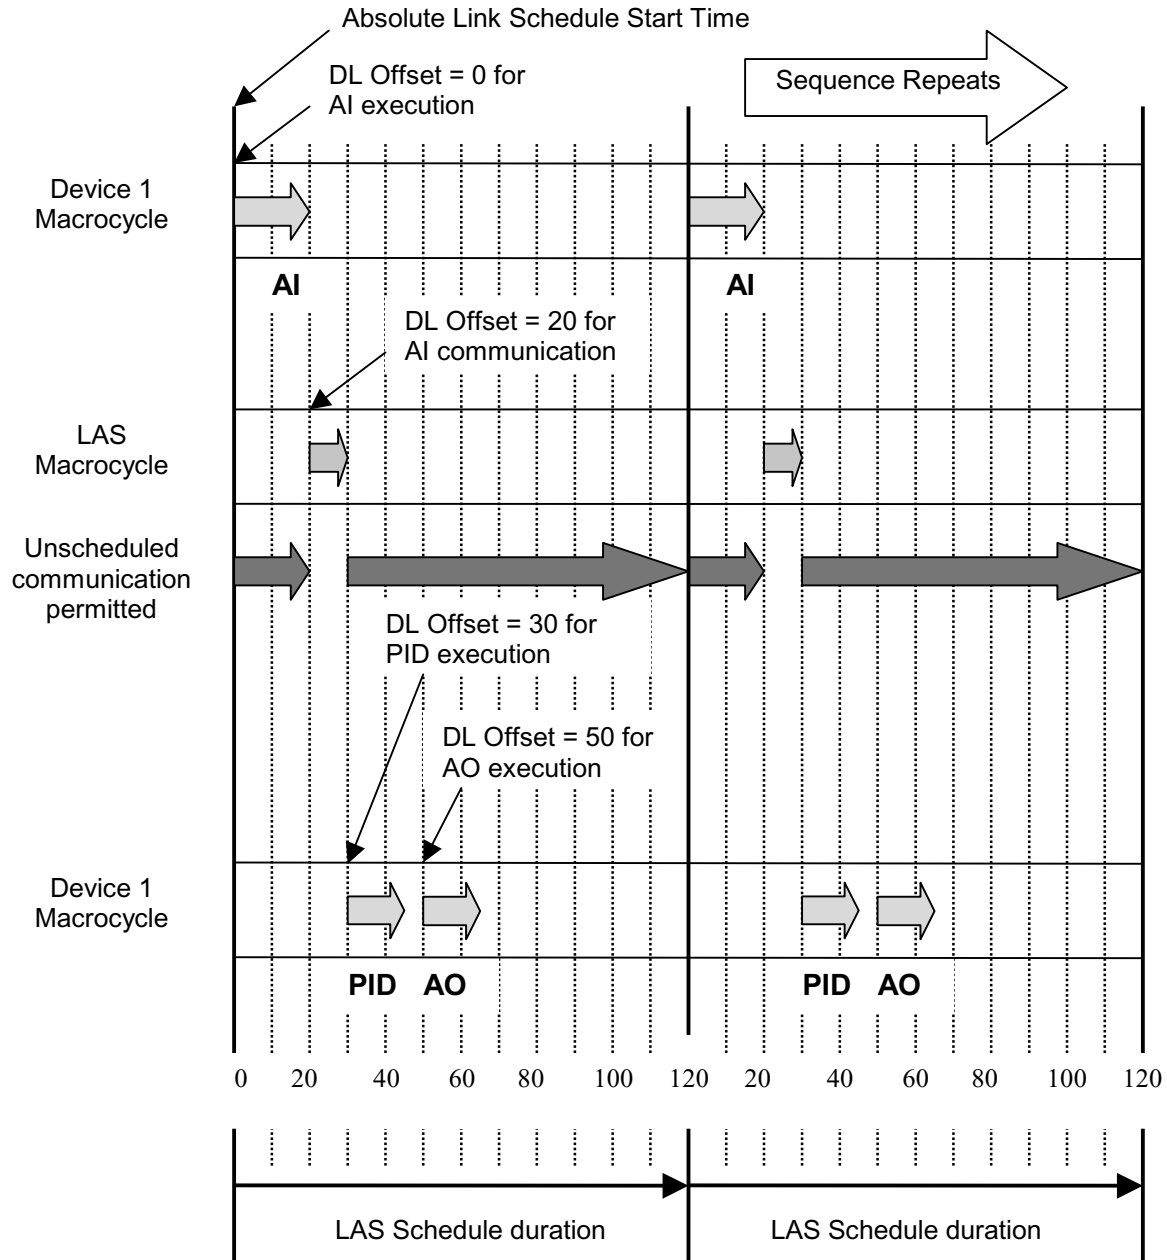 Absolute Link Schedule Start Time
DL Offset = 0 for
AI execution
Sequence Repeats
Device 1
Macrocycle
AI
AI
DL Offset = 20 for
AI communication
LAS
Macrocycle
Unscheduled
communication
permitted
DL Offset = 30 for
PID execution
DL Offset = 50 for
AO execution
Device 1
Macrocycle
PID AO
PID AO
0 20 40 60 80 100 120 20 40 60 80 100 120
LAS Schedule duration
LAS Schedule duration